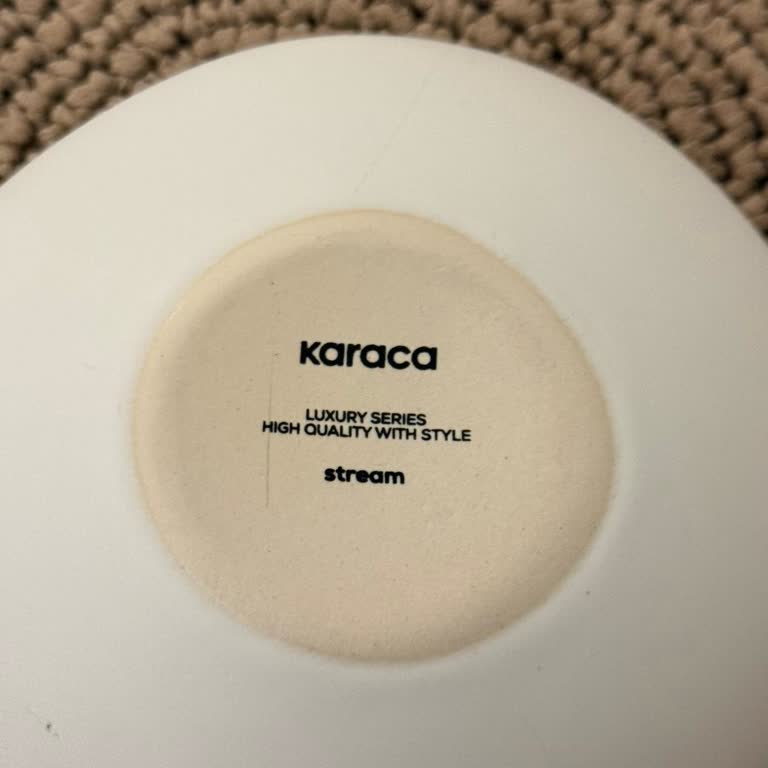 karaca
LUXURY SERIES
HIGH QUALITY WITH STYLE
stream